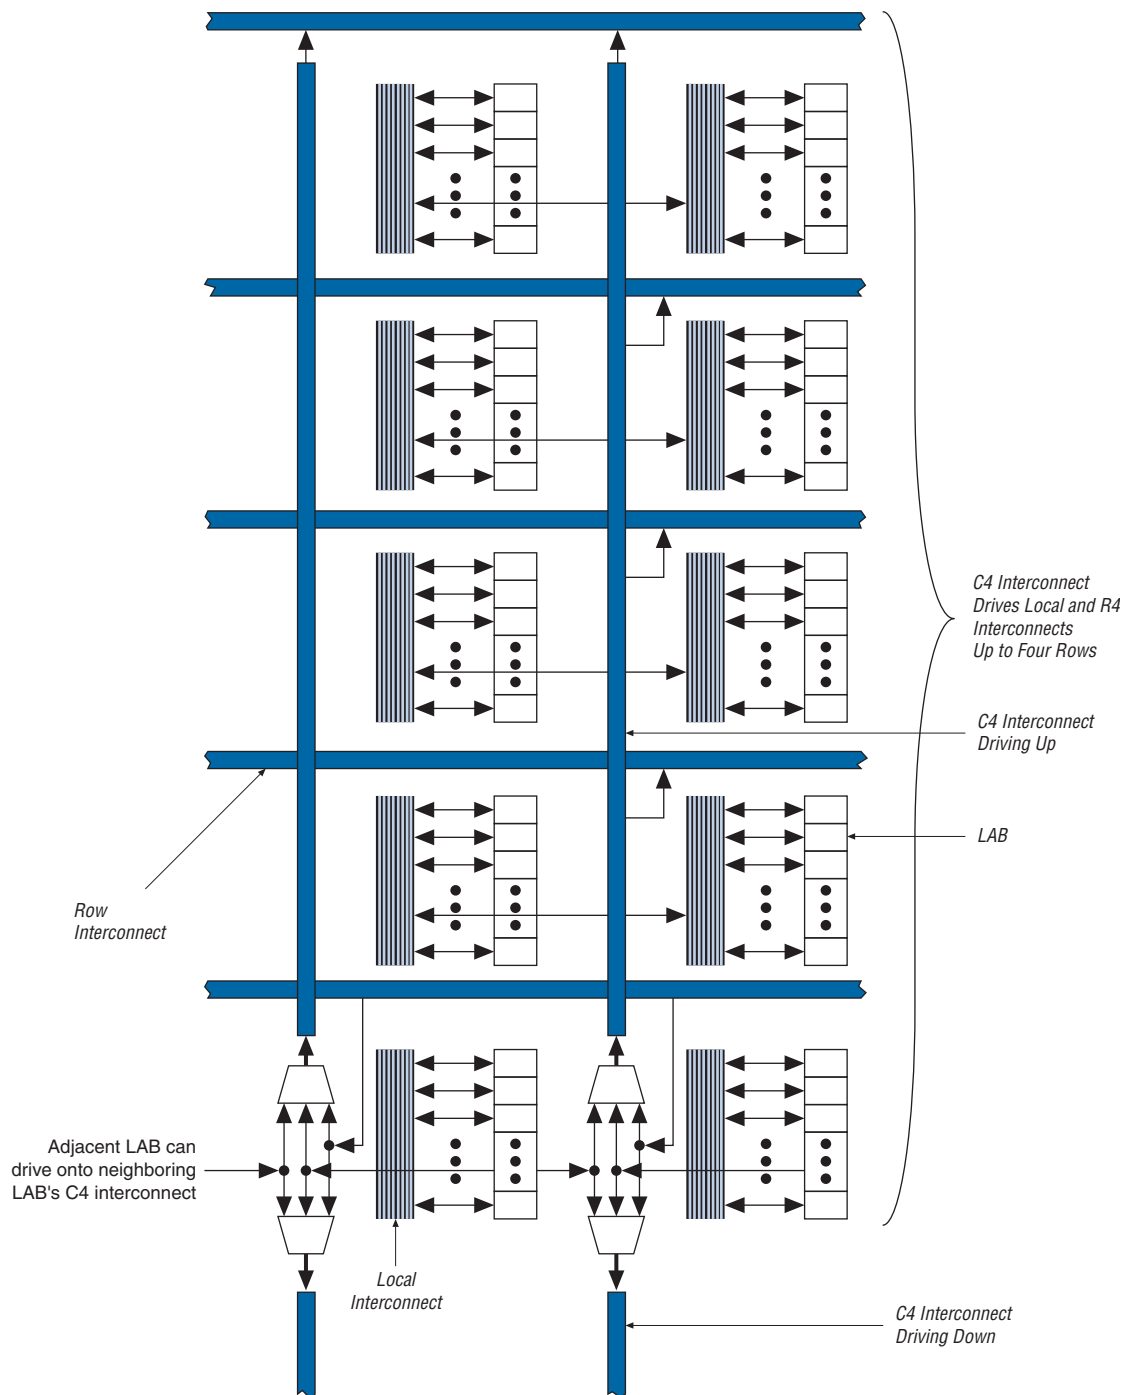 C4 Interconnect
Drives Local and R4
Interconnects
Up to Four Rows
C4 Interconnect
Driving Up
LAB
Row
Interconnect
Adjacent LAB can
drive onto neighboring
LAB's C4 interconnect
Local
Interconnect
C4 Interconnect
Driving Down